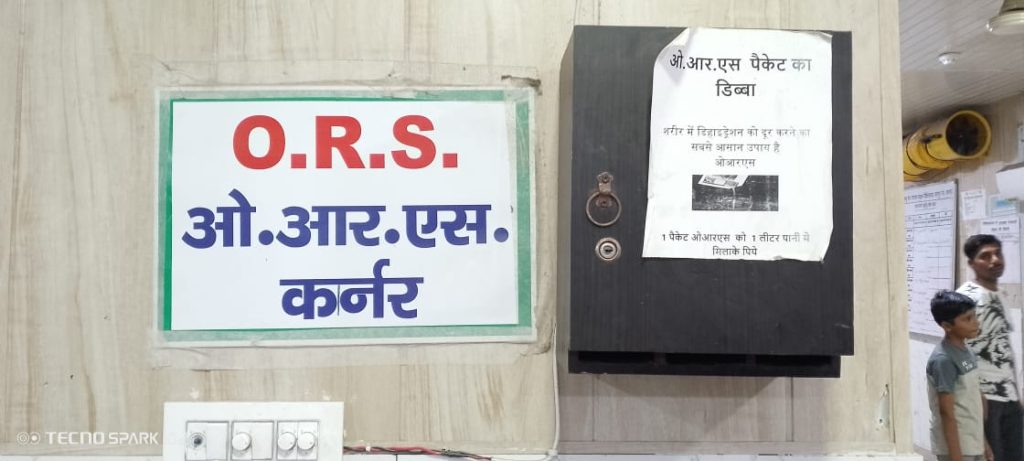 O.R.S.
ओ.आर.एस.
कर्नर
ओ.आर.एस पैकेट का
डिब्बा
शरीर में डिहाइड्रेशन को दूर करने का
सबसे आसान उपाय है
ओआरएस
1 पैकेट ओआरएस को 1 लीटर पानी मे
मिलाके पिये
TECNO SPARK